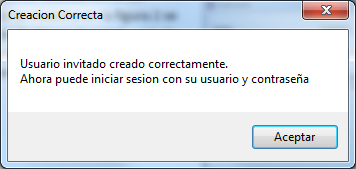 Creacion Correcta
Usuario invitado creado correctamente.
Ahora puede iniciar sesion con su usuario y contraseña
Aceptar